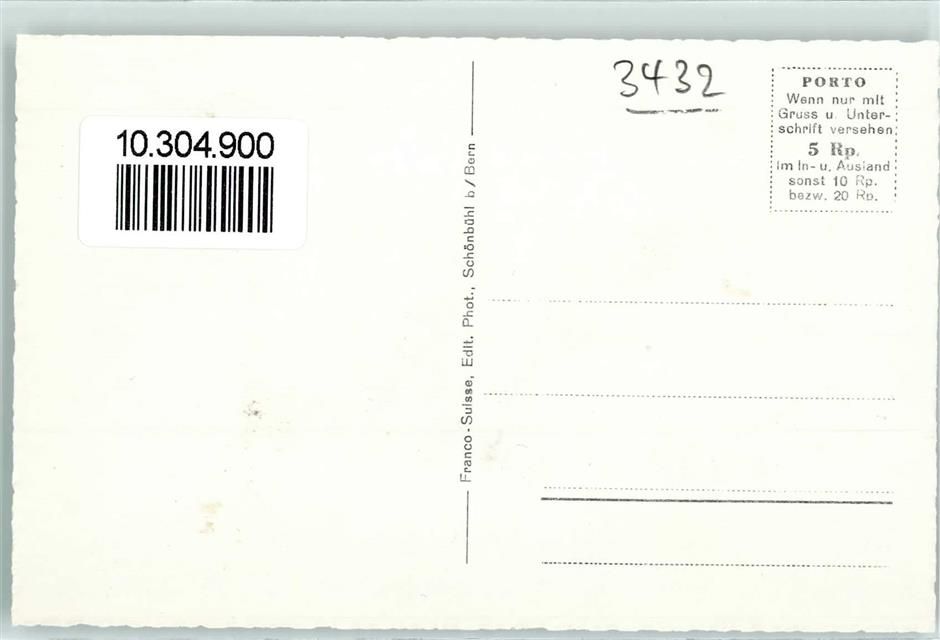 10.304.900
Franco-Suisse, Edit. Phot., Schönbühl b/Bern
3432
PORTO
Wenn nur mit
Gruss u. Unter-
schrift versehen
5 Rp.
im In- u. Ausland
sonst 10 Rp.
bezw. 20 Rp.